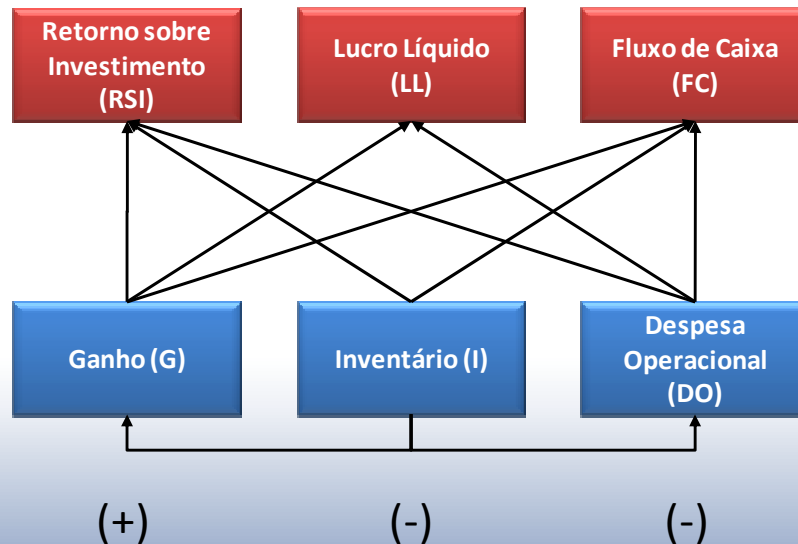 Retorno sobre
Investimento
(RSI)
Lucro Líquido
(LL)
Fluxo de Caixa
(FC)
Ganho (G)
Inventário (I)
Despesa
Operacional
(DO)
(+)
(-)
(-)